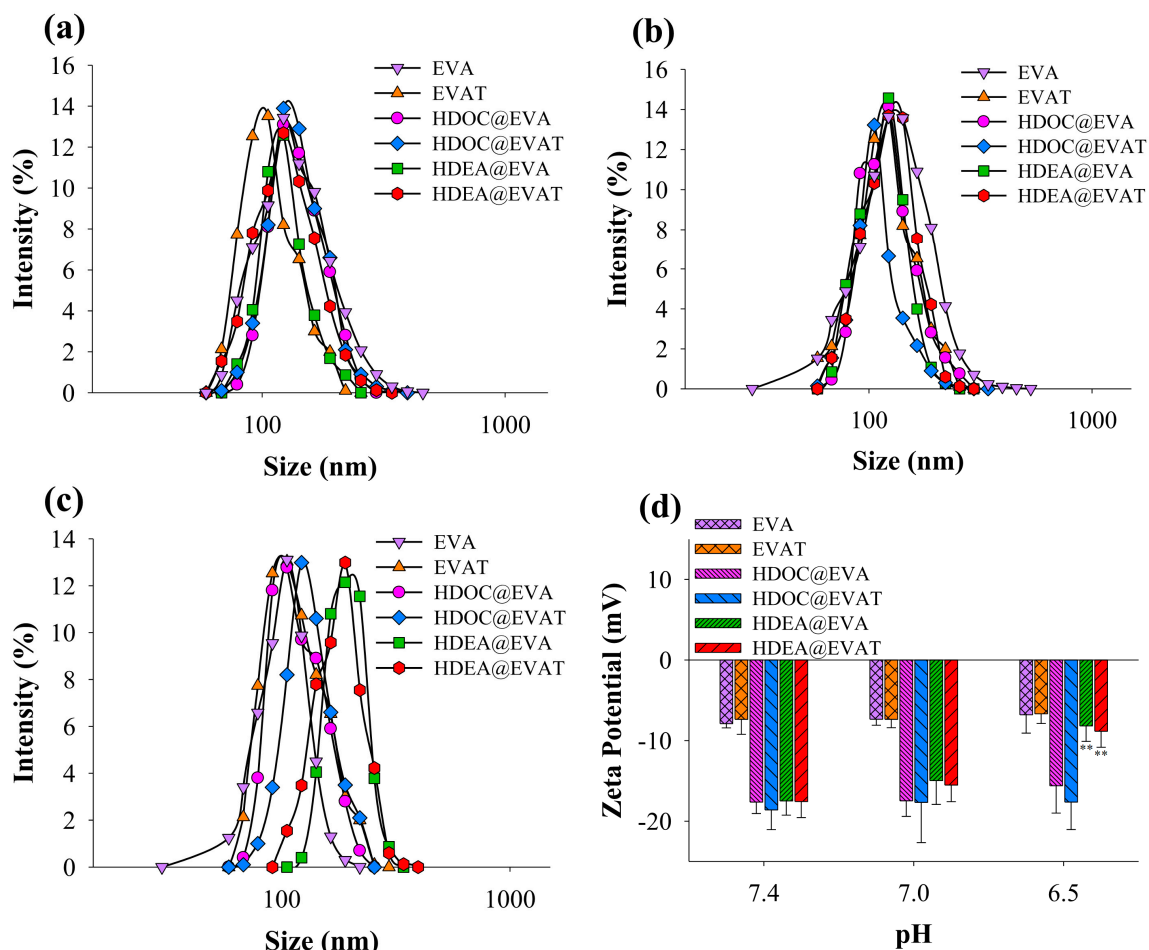 (a)
16
14
12
10
8
6
4
2
0
Intensity (%)
100
1000
Size (nm)
EVA
EVAT
HDOC@EVA
HDOC@EVAT
HDEA@EVA
HDEA@EVAT
(b)
16
14
12
10
8
6
4
2
0
Intensity (%)
100
1000
Size (nm)
EVA
EVAT
HDOC@EVA
HDOC@EVAT
HDEA@EVA
HDEA@EVAT
(c)
14
12
10
8
6
4
2
0
Intensity (%)
100
1000
Size (nm)
EVA
EVAT
HDOC@EVA
HDOC@EVAT
HDEA@EVA
HDEA@EVAT
(d)
EVA
EVAT
HDOC@EVA
HDOC@EVAT
HDEA@EVA
HDEA@EVAT
10
0
-10
-20
Zeta Potential (mV)
**
**
7.4
7.0
6.5
pH